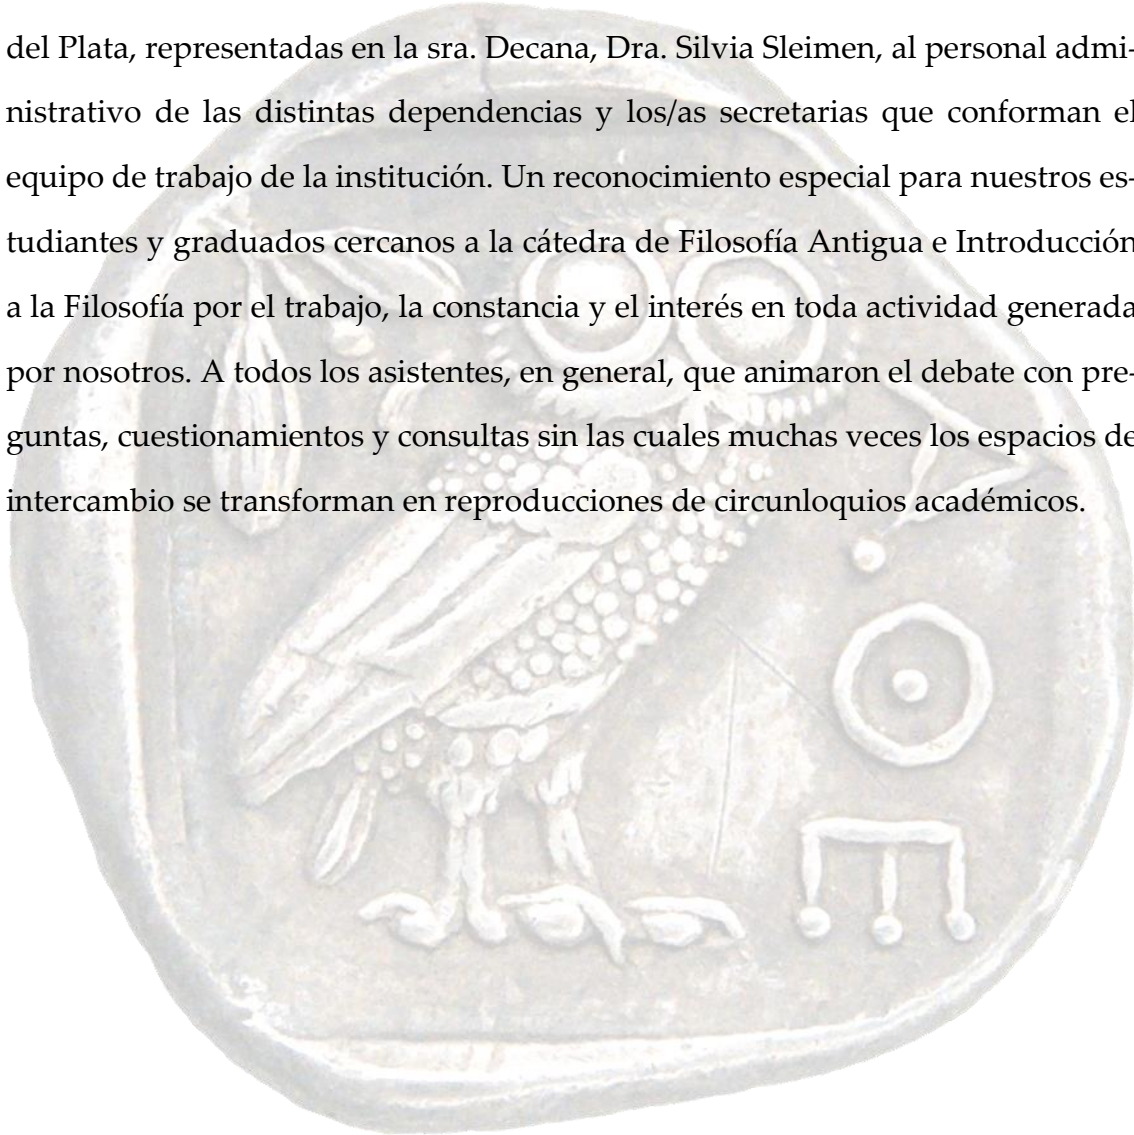 del Plata, representadas en la sra. Decana, Dra. Silvia Sleimen, al personal admi-
nistrativo de las distintas dependencias y los/as secretarias que conforman el
equipo de trabajo de la institución. Un reconocimiento especial para nuestros es-
tudiantes y graduados cercanos a la cátedra de Filosofía Antigua e Introducción
a la Filosofía por el trabajo, la constancia y el interés en toda actividad generada
por nosotros. A todos los asistentes, en general, que animaron el debate con pre-
guntas, cuestionamientos y consultas sin las cuales muchas veces los espacios de
intercambio se transforman en reproducciones de circunloquios académicos.